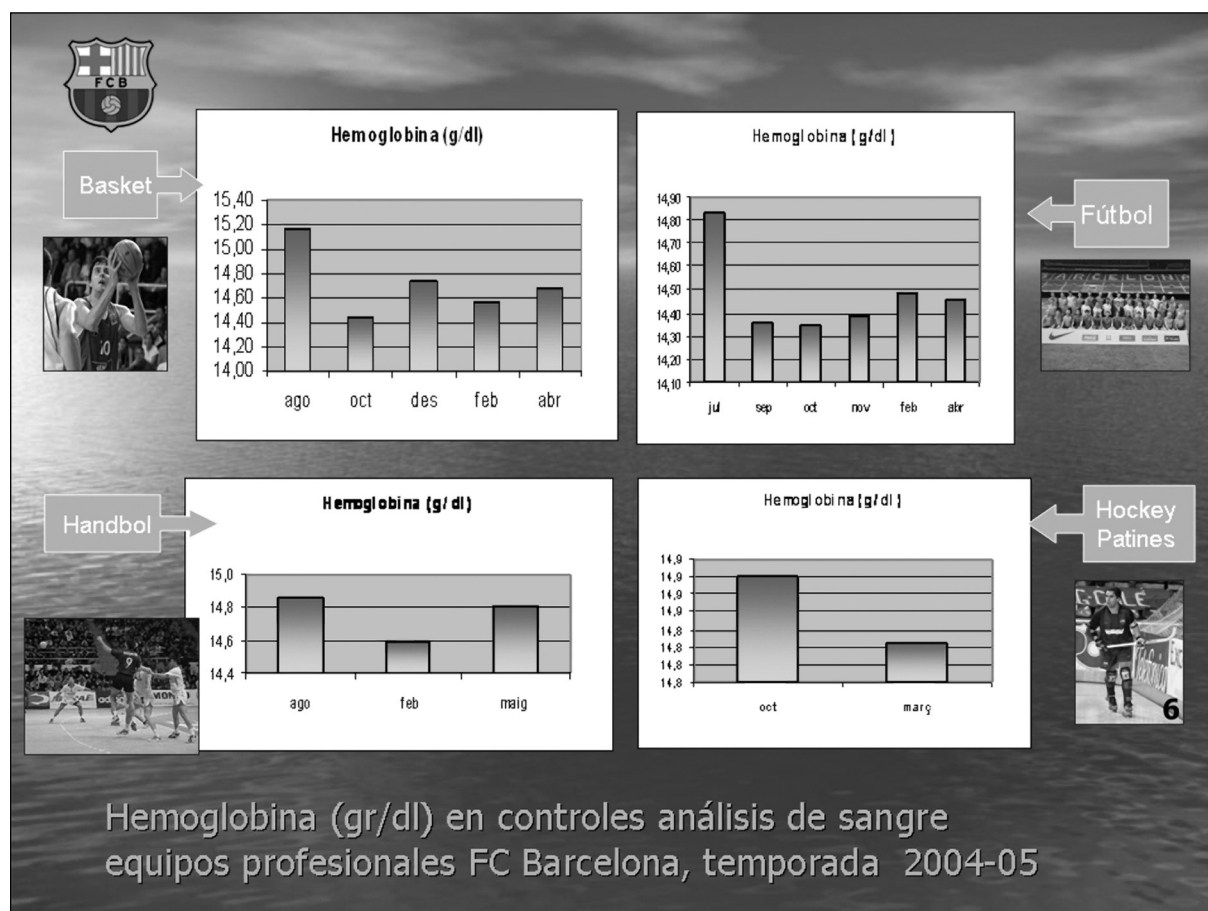 FCB
Basket
Hemoglobina (g/dl)
15,40
15,20
15,00
14,80
14,60
14,40
14,20
14,00
ago oct des feb abr
Hemoglobina (g/dl)
14,90
14,80
14,70
14,60
14,50
14,40
14,30
14,20
14,10
jul sep oct nov feb abr
Fútbol
Handbol
Hemoglobina (g/dl)
15,0
14,8
14,6
14,4
ago feb maig
Hemoglobina (g/dl)
14,9
14,9
14,9
14,9
14,8
14,8
14,8
14,8
oct març
Hockey
Patines
10
9
6
Hemoglobina (gr/dl) en controles análisis de sangre
equipos profesionales FC Barcelona, temporada 2004-05